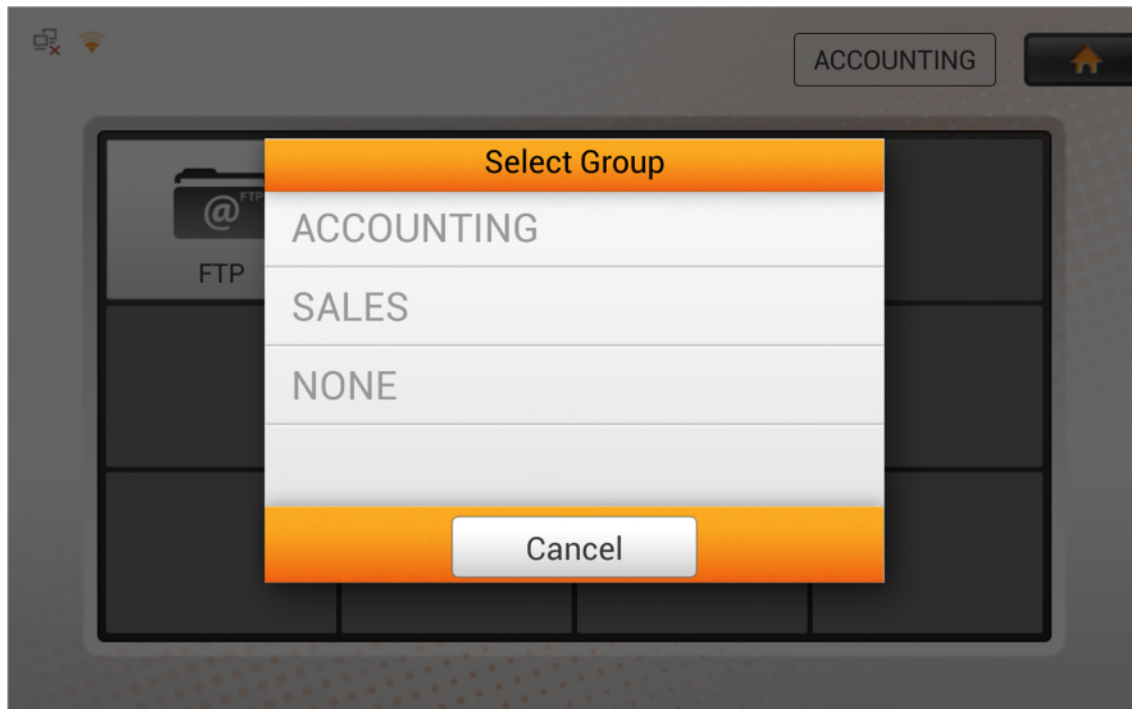 ACCOUNTING
Select Group
@ FTP
FTP
ACCOUNTING
SALES
NONE
Cancel